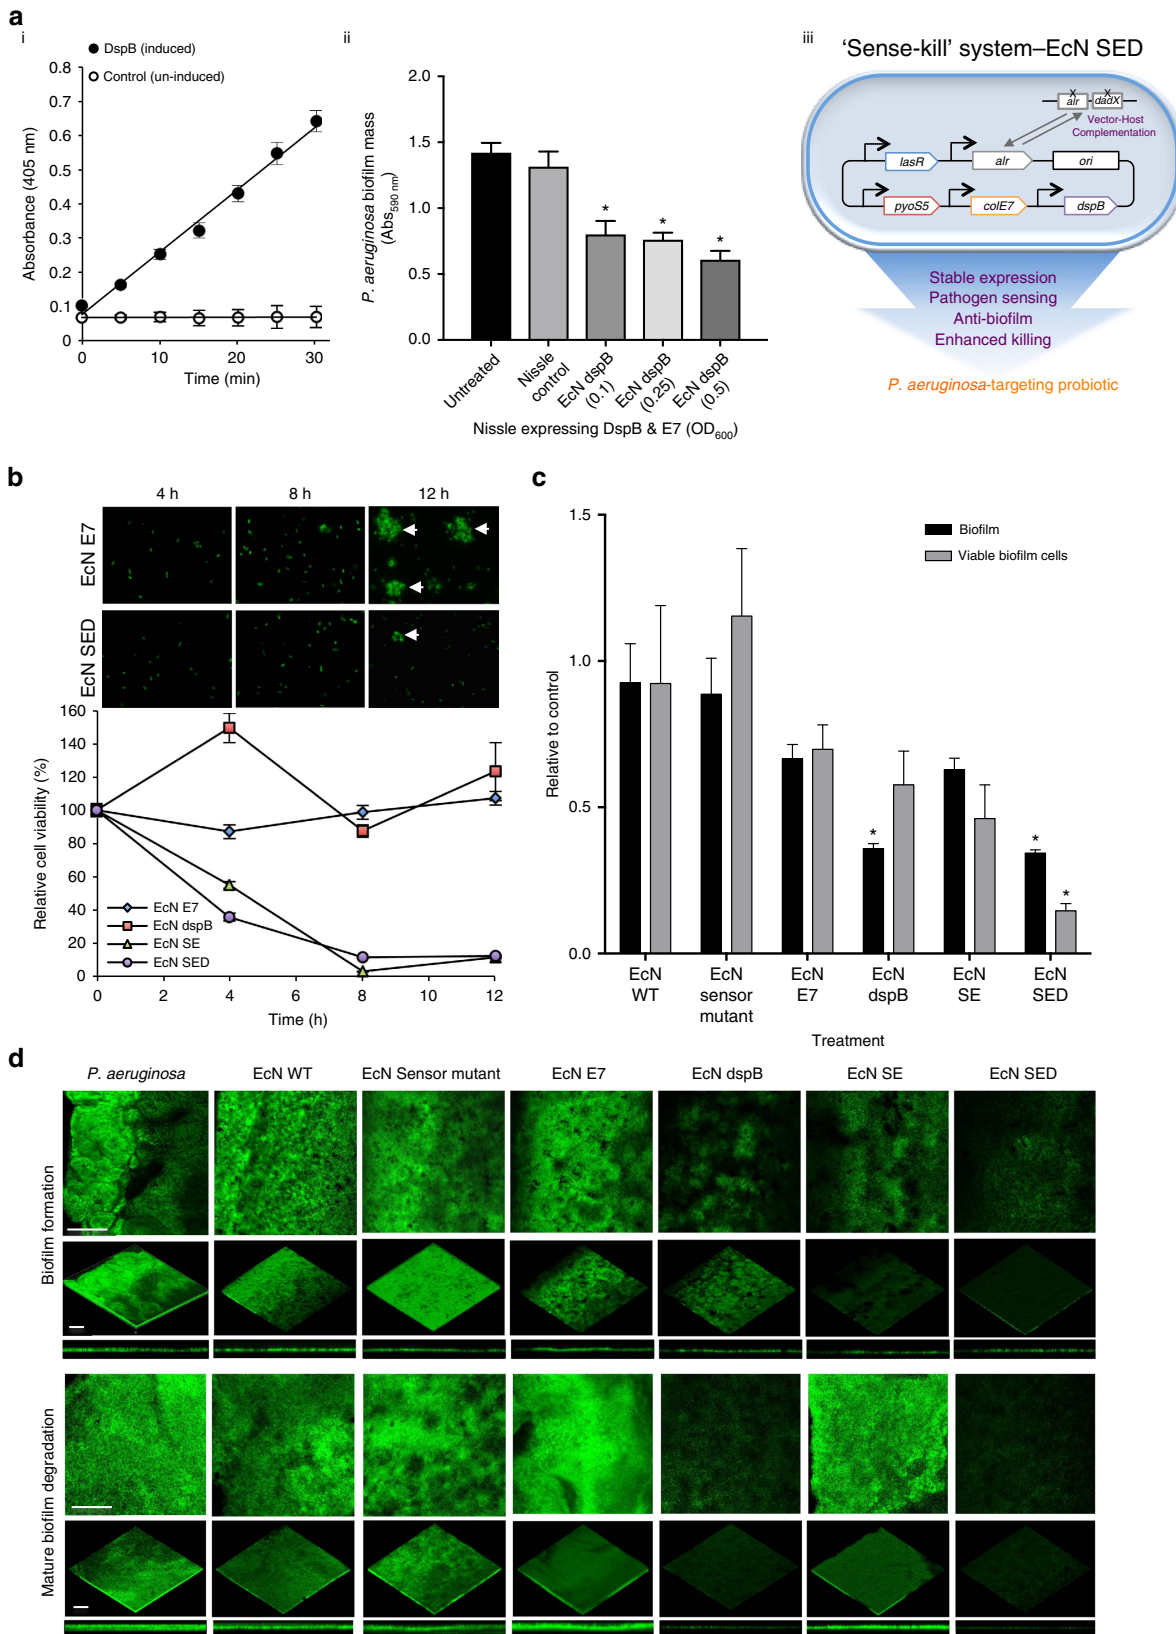 a
i
DspB (induced)
Control (un-induced)
0.8
0.7
0.6
0.5
0.4
0.3
0.2
0.1
0
Absorbance (405 nm)
0
10
20
30
Time (min)
ii
2.0
1.5
1.0
0.5
0.0
P. aeruginosa biofilm mass
(Abs590 nm)
*
*
*
Untreated
Nissle
control
EcN dspB
(0.1)
EcN dspB
(0.25)
EcN dspB
(0.5)
Nissle expressing DspB & E7 (OD600)
iii
'Sense-kill' system–EcN SED
X
X
alr
dadX
Vector-Host
Complementation
lasR
alr
ori
pyoS5
colE7
dspB
Stable expression
Pathogen sensing
Anti-biofilm
Enhanced killing
P. aeruginosa-targeting probiotic
b
4 h
8 h
12 h
EcN E7
EcN SED
160
140
120
100
80
60
40
20
0
Relative cell viability (%)
EcN E7
EcN dspB
EcN SE
EcN SED
0
2
4
6
8
10
12
Time (h)
c
1.5
1.0
0.5
0.0
Relative to control
Biofilm
Viable biofilm cells
*
*
*
EcN
WT
EcN
sensor
mutant
EcN
E7
EcN
dspB
EcN
SE
EcN
SED
Treatment
d
P. aeruginosa
EcN WT
EcN Sensor mutant
EcN E7
EcN dspB
EcN SE
EcN SED
Biofilm formation
Mature biofilm degradation